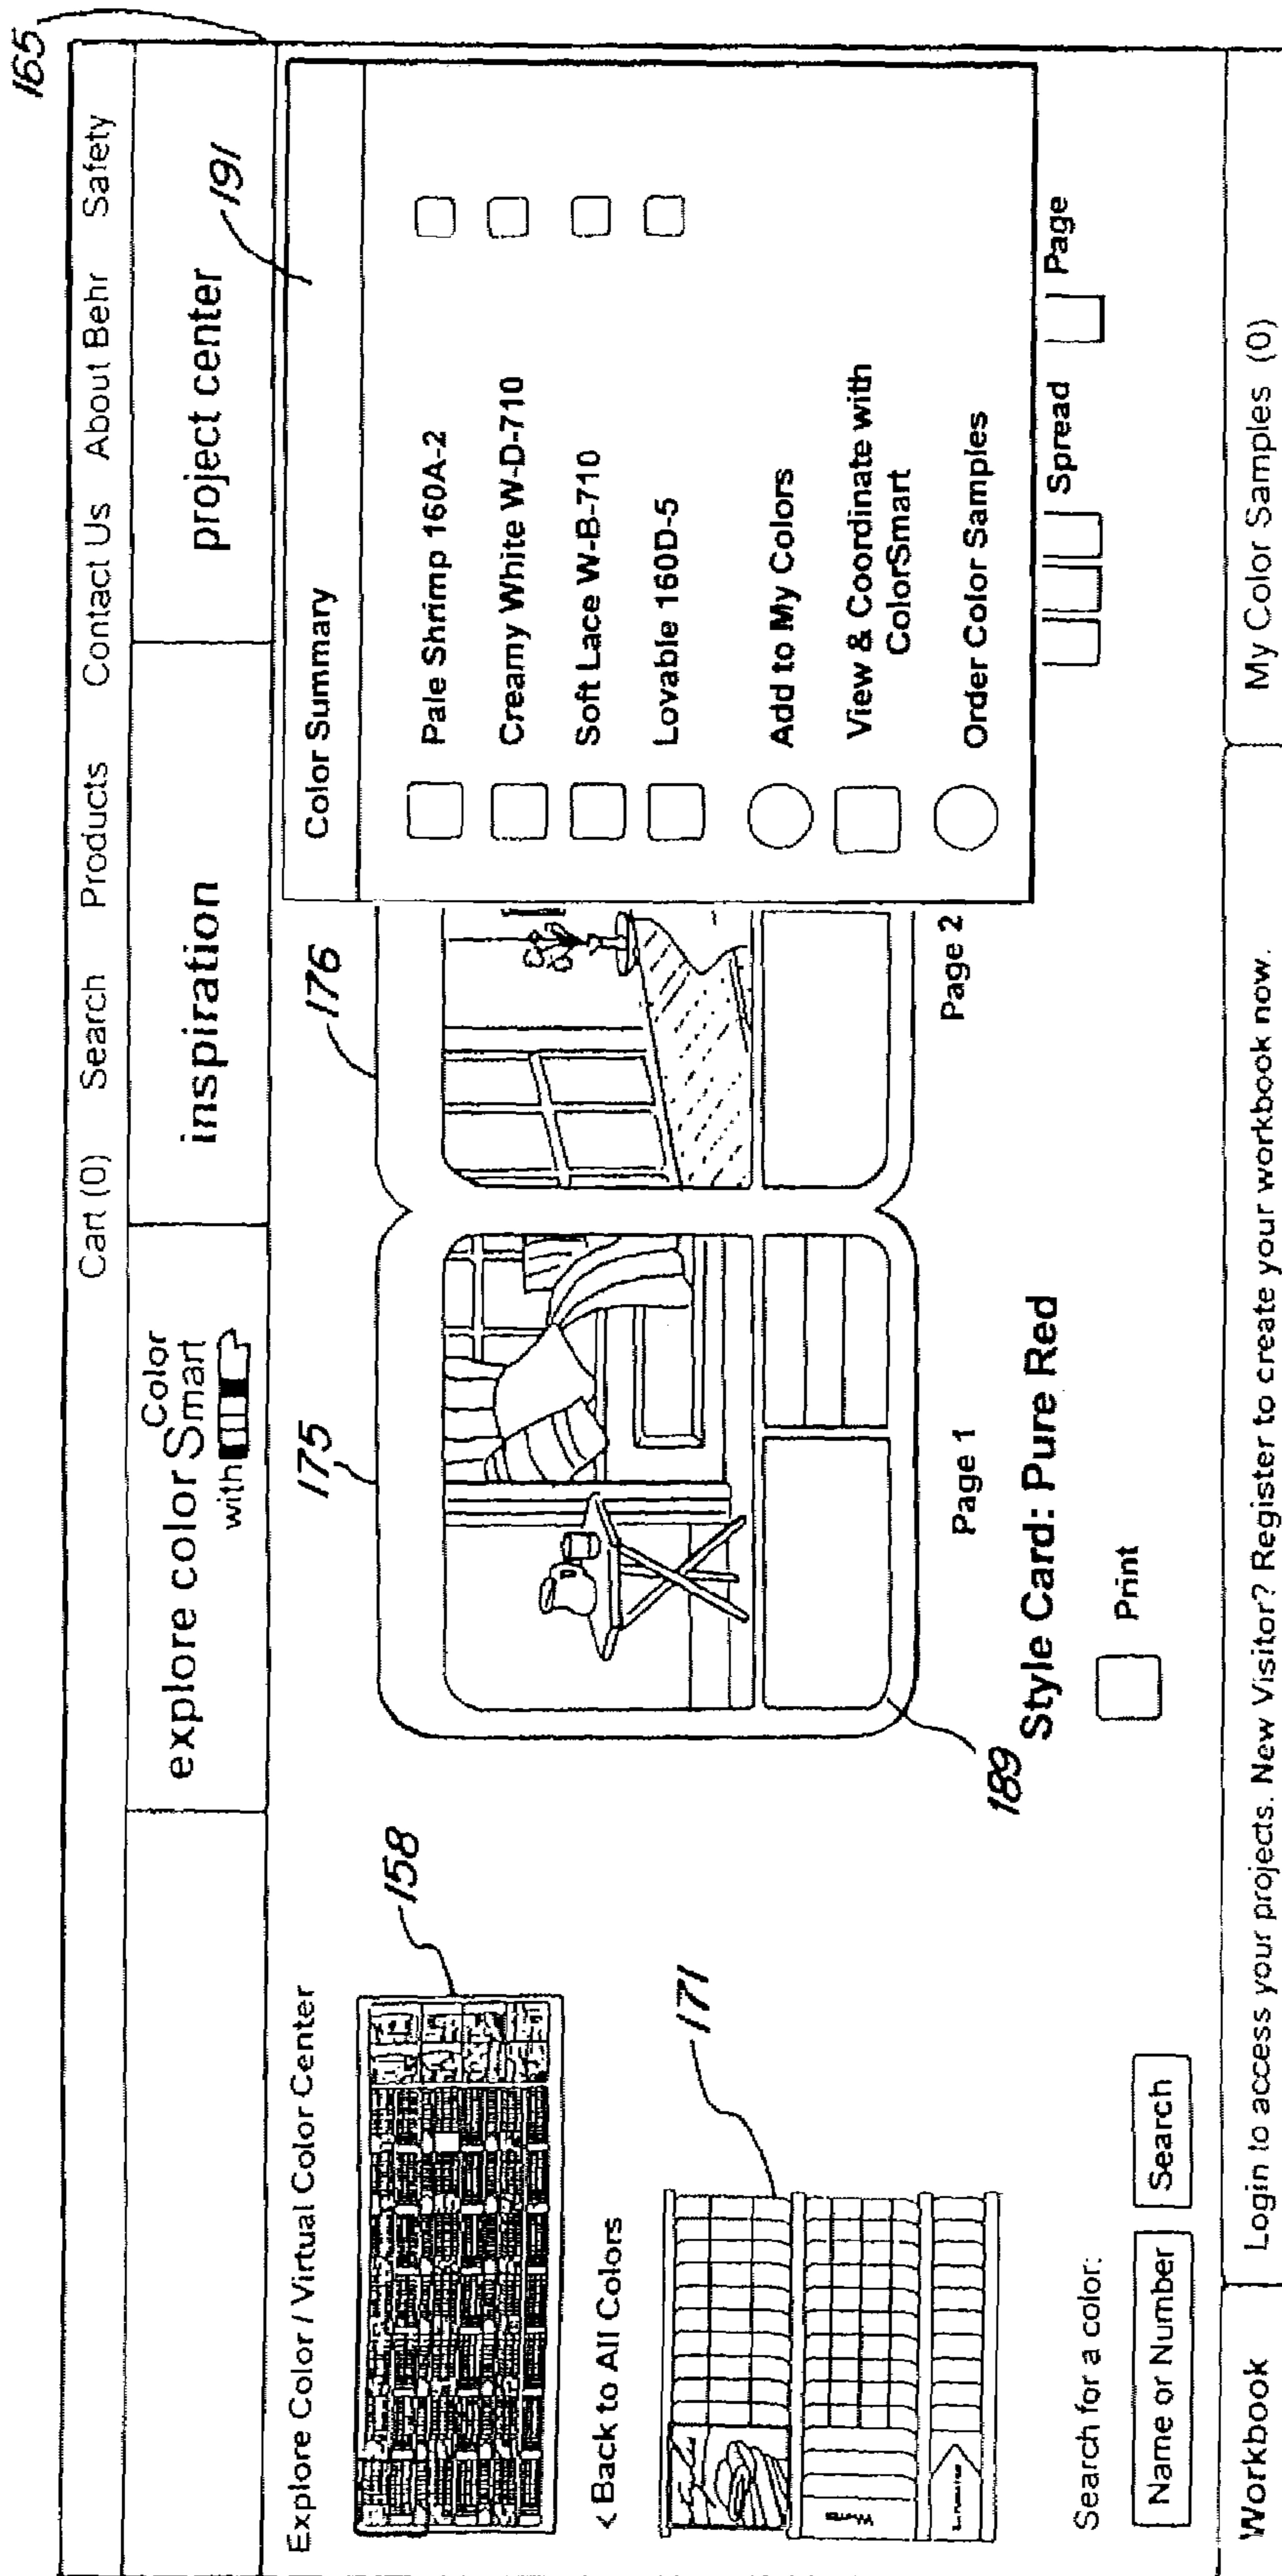 165
Cart (0) Search Products Contact Us About Behr Safety
explore color
with Color Smart
inspiration
project center
Explore Color / Virtual Color Center
158
< Back to All Colors
171
Search for a color:
Name or Number
Search
175
176
189
Page 1
Page 2
Style Card: Pure Red
Print
191
Color Summary
Pale Shrimp 160A-2
Creamy White W-D-710
Soft Lace W-B-710
Lovable 160D-5
Add to My Colors
View & Coordinate with
ColorSmart
Order Color Samples
Spread
Page
Workbook
Login to access your projects. New Visitor? Register to create your workbook now.
My Color Samples (0)